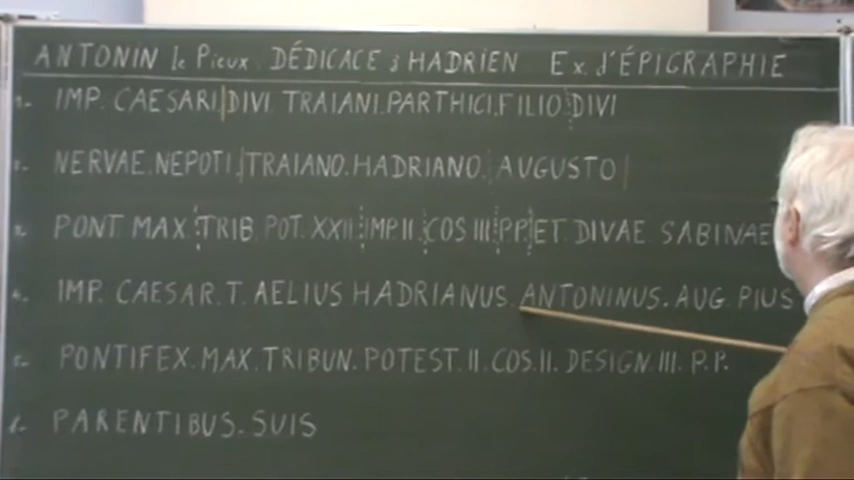 ANTONIN le Pieux DÉDICACE à HADRIEN Ex. d'ÉPIGRAPHIE
1- IMP. CAESARI. DIVI TRAIANI.PARTHICI.FILIO DIVI
2- NERVAE.NEPOTI. TRAIANO.HADRIANO. AUGUSTO
3- PONT MAX. TRIB POT. XXII IMP II COS III P.P. ET DIVAE SABINAE
4- IMP. CAESAR. T. AELIUS HADRIANUS. ANTONINUS. AUG. PIUS
5- PONTIFEX. MAX. TRIBUN. POTEST. II. COS. II. DESIGN. III. P.P.
6- PARENTIBUS. SUIS